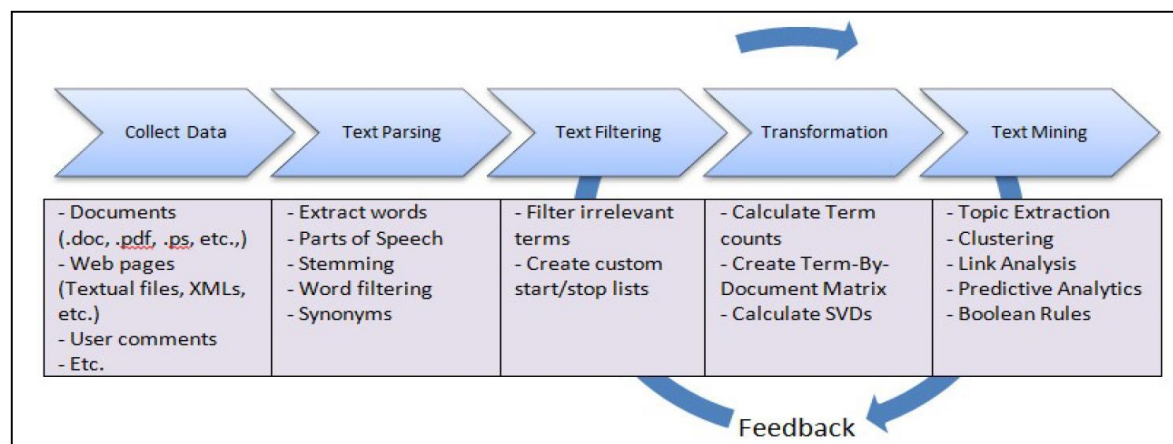 Collect Data
Text Parsing
Text Filtering
Transformation
Text Mining
- Documents
(.doc, .pdf, .ps, etc.,)
- Web pages
(Textual files, XMLs,
etc.)
- User comments
- Etc.
- Extract words
- Parts of Speech
- Stemming
- Word filtering
- Synonyms
- Filter irrelevant
terms
- Create custom
start/stop lists
- Calculate Term
counts
- Create Term-By-
Document Matrix
- Calculate SVDs
- Topic Extraction
- Clustering
- Link Analysis
- Predictive Analytics
- Boolean Rules
Feedback